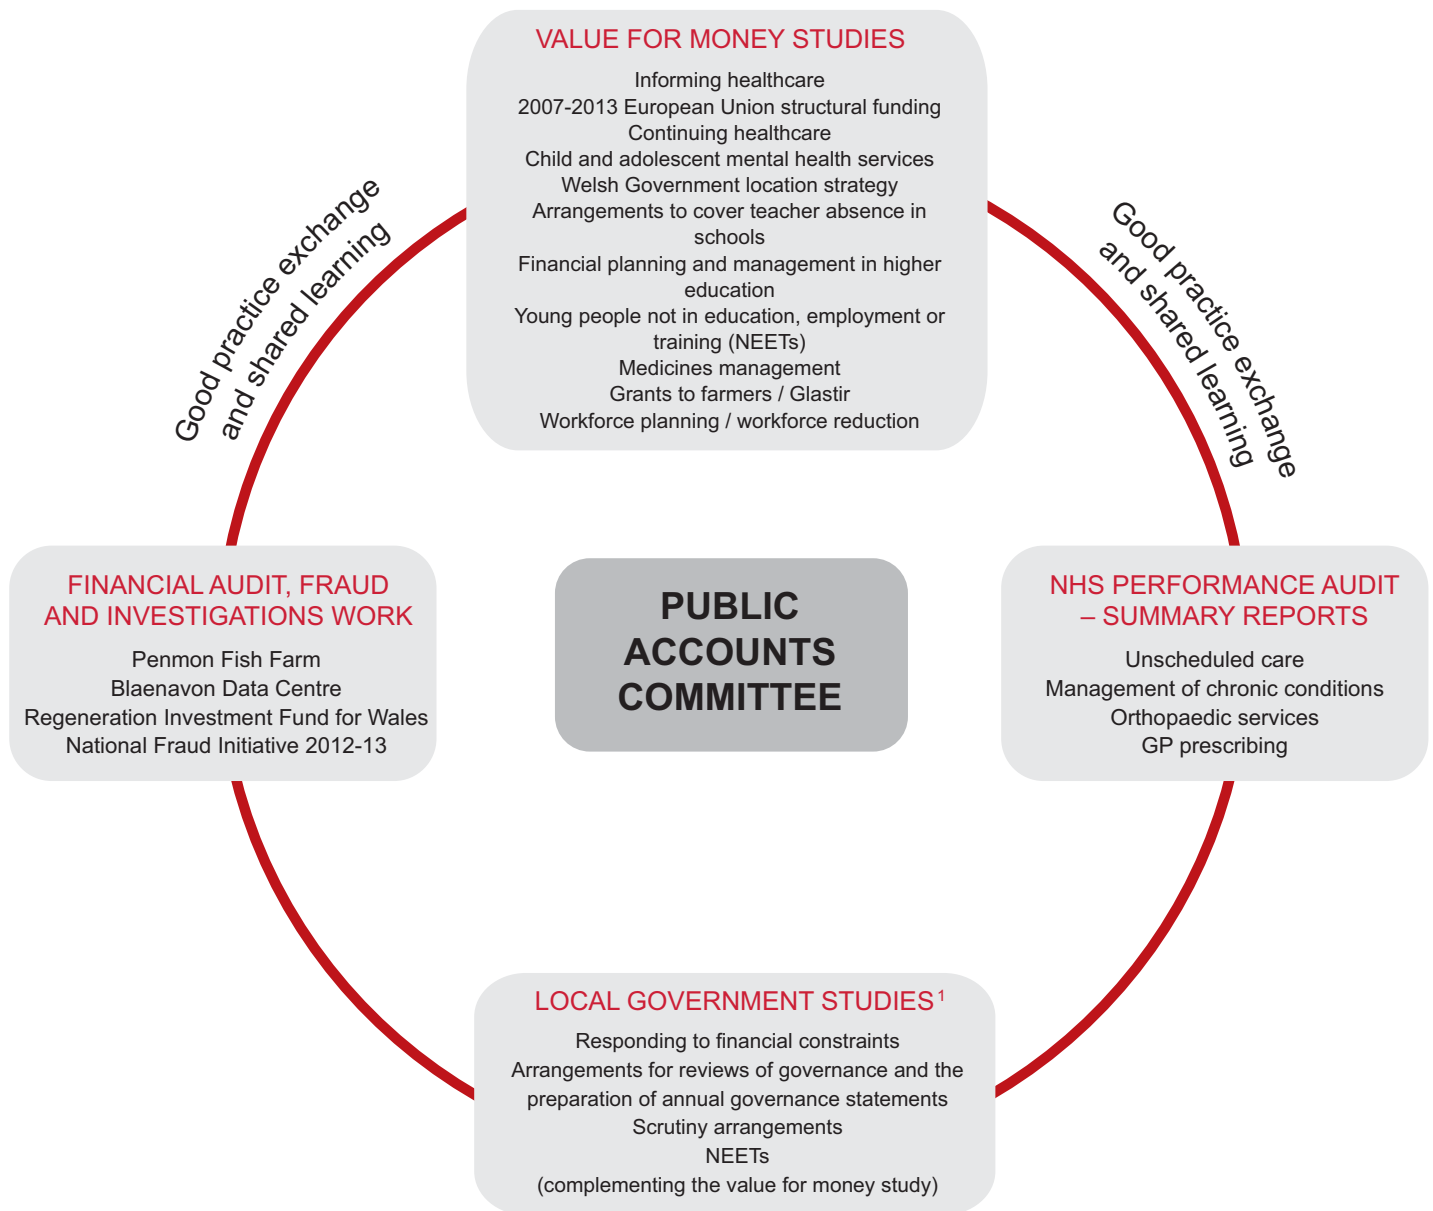 VALUE FOR MONEY STUDIES
Informing healthcare
2007-2013 European Union structural funding
Continuing healthcare
Child and adolescent mental health services
Welsh Government location strategy
Arrangements to cover teacher absence in
schools
Financial planning and management in higher
education
Young people not in education, employment or
training (NEETs)
Medicines management
Grants to farmers / Glastir
Workforce planning / workforce reduction
Good practice exchange
and shared learning
Good practice exchange
and shared learning
FINANCIAL AUDIT, FRAUD
AND INVESTIGATIONS WORK
Penmon Fish Farm
Blaenavon Data Centre
Regeneration Investment Fund for Wales
National Fraud Initiative 2012-13
PUBLIC
ACCOUNTS
COMMITTEE
NHS PERFORMANCE AUDIT
– SUMMARY REPORTS
Unscheduled care
Management of chronic conditions
Orthopaedic services
GP prescribing
LOCAL GOVERNMENT STUDIES 1
Responding to financial constraints
Arrangements for reviews of governance and the
preparation of annual governance statements
Scrutiny arrangements
NEETs
(complementing the value for money study)